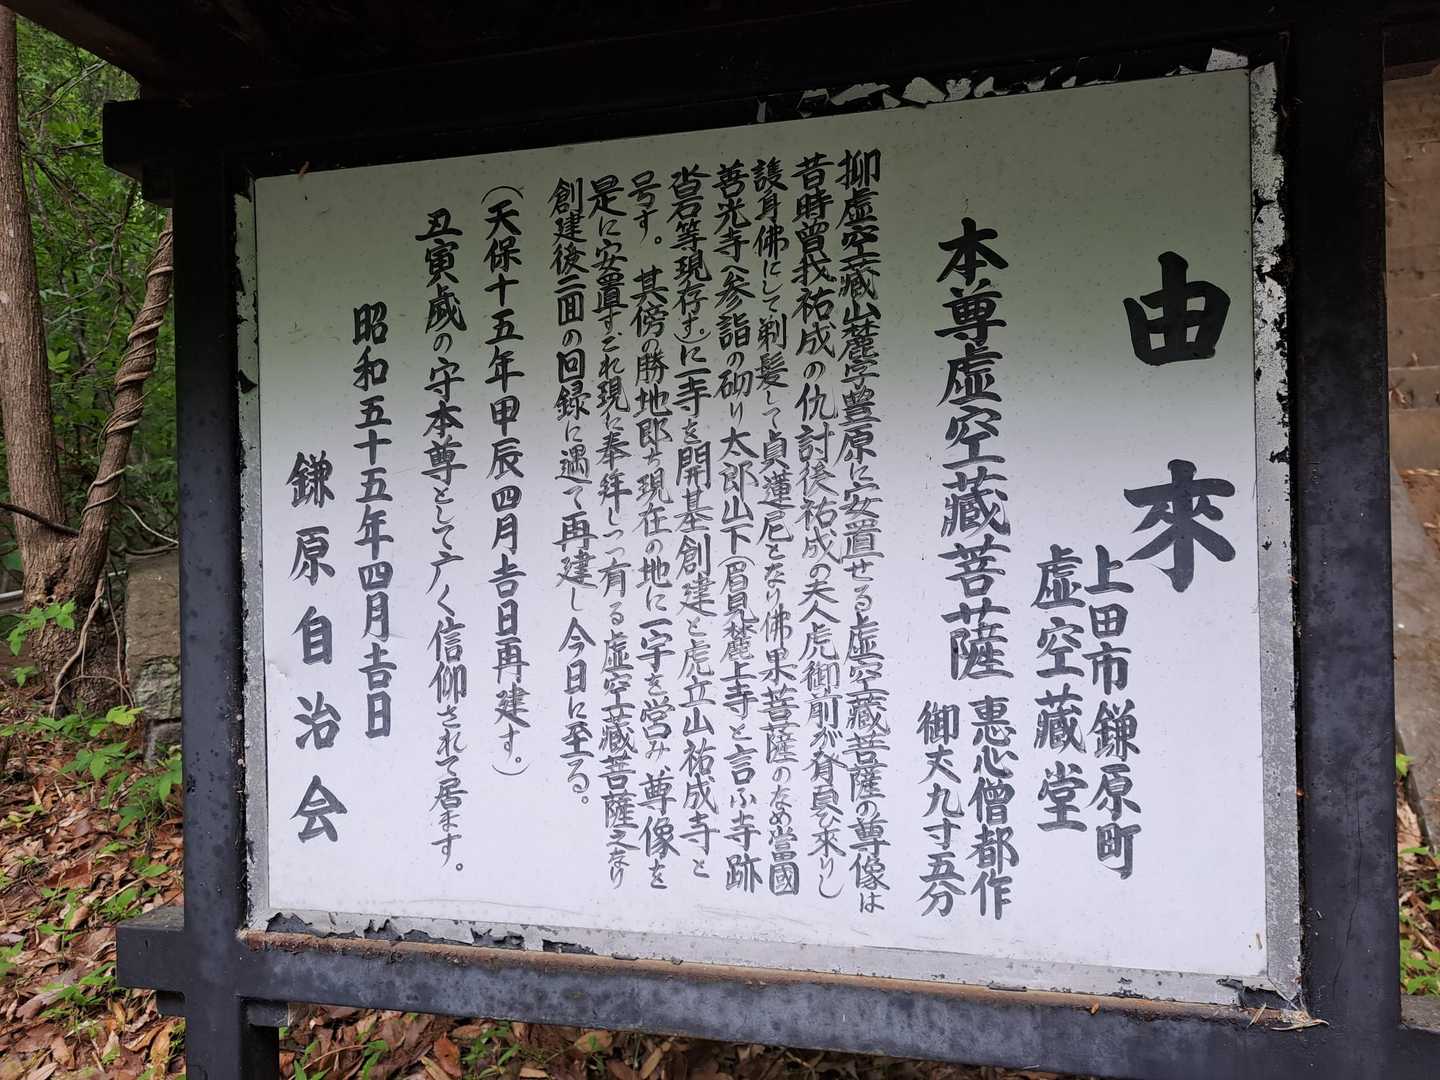 由來
上田市鎌原町
虚空藏堂
本尊虚空藏菩薩
恵心僧都作
御丈九寸五分
抑虚空藏山麓字豊原に安置せる虚空藏菩薩の尊像は
昔時曽我祐成の仇討後祐成の夫人虎御前が脊負ひ来りし
護身佛にして剃髪して貞蓮尼となり佛果菩薩のため當國
善光寺へ参詣の砌り太郎山下(眉見麓上寺と言ふ寺跡
沓石等現存す。)に一寺を開基創建と虎立山祐成寺と
号す。其傍の勝地郎ち現在の地に一宇を営み尊像を
是に安置すこれ現に奉拜しつつ有る虚空藏菩薩之なり
創建後二面の回録に遇て再建し今日に至る。
(天保十五年甲辰四月吉日再建す。)
丑寅歳の守本尊として广く信仰されて居ます。
昭和五十五年四月吉日
鎌原自治会